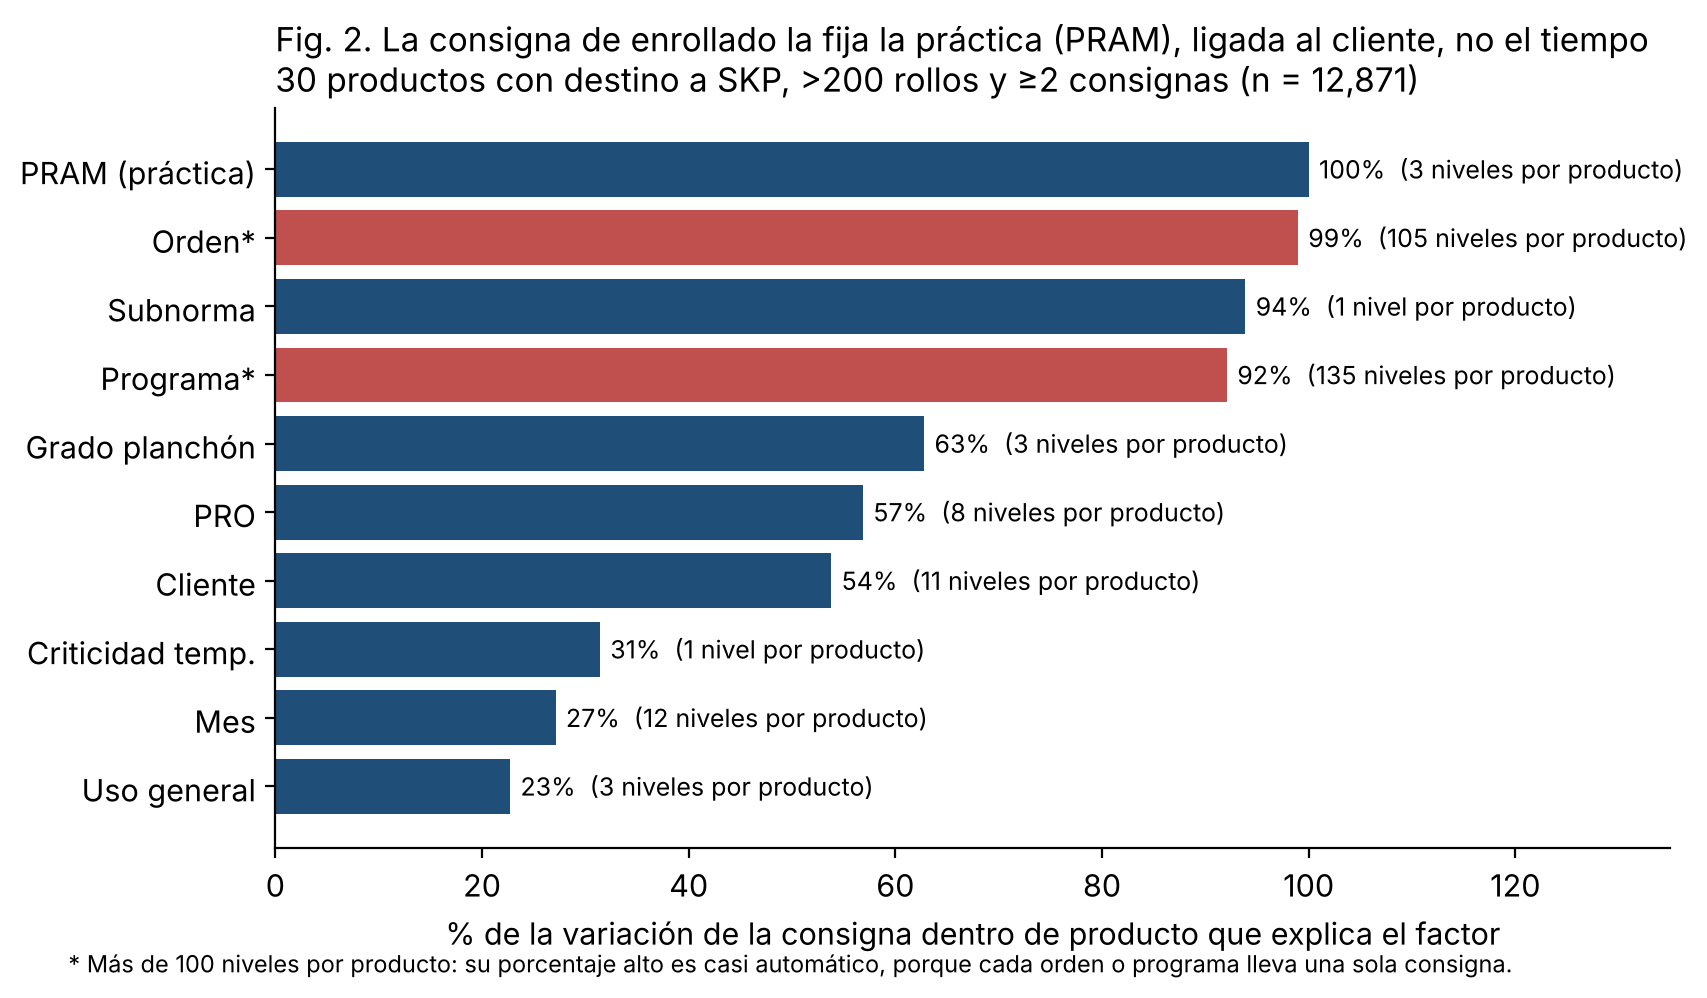 Fig. 2. La consigna de enrollado la fija la práctica (PRAM), ligada al cliente, no el tiempo
30 productos con destino a SKP, >200 rollos y ≥2 consignas (n = 12,871)
PRAM (práctica) 100% (3 niveles por producto)
Orden* 99% (105 niveles por producto)
Subnorma 94% (1 nivel por producto)
Programa* 92% (135 niveles por producto)
Grado planchón 63% (3 niveles por producto)
PRO 57% (8 niveles por producto)
Cliente 54% (11 niveles por producto)
Criticidad temp. 31% (1 nivel por producto)
Mes 27% (12 niveles por producto)
Uso general 23% (3 niveles por producto)
0 20 40 60 80 100 120
% de la variación de la consigna dentro de producto que explica el factor
* Más de 100 niveles por producto: su porcentaje alto es casi automático, porque cada orden o programa lleva una sola consigna.